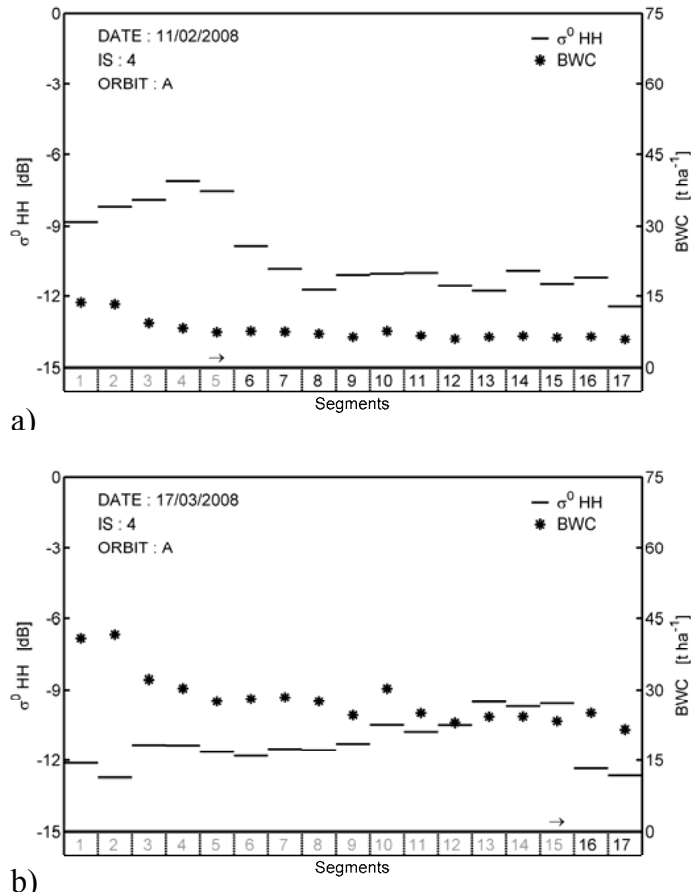 DATE : 11/02/2008
IS : 4
ORBIT : A
— σ⁰ HH
✱ BWC
0
-3
-6
-9
-12
-15
σ⁰ HH [dB]
75
60
45
30
15
0
BWC [t ha⁻¹]
→
1 2 3 4 5 6 7 8 9 10 11 12 13 14 15 16 17
Segments
a)
DATE : 17/03/2008
IS : 4
ORBIT : A
— σ⁰ HH
✱ BWC
0
-3
-6
-9
-12
-15
σ⁰ HH [dB]
75
60
45
30
15
0
BWC [t ha⁻¹]
→
1 2 3 4 5 6 7 8 9 10 11 12 13 14 15 16 17
Segments
b)